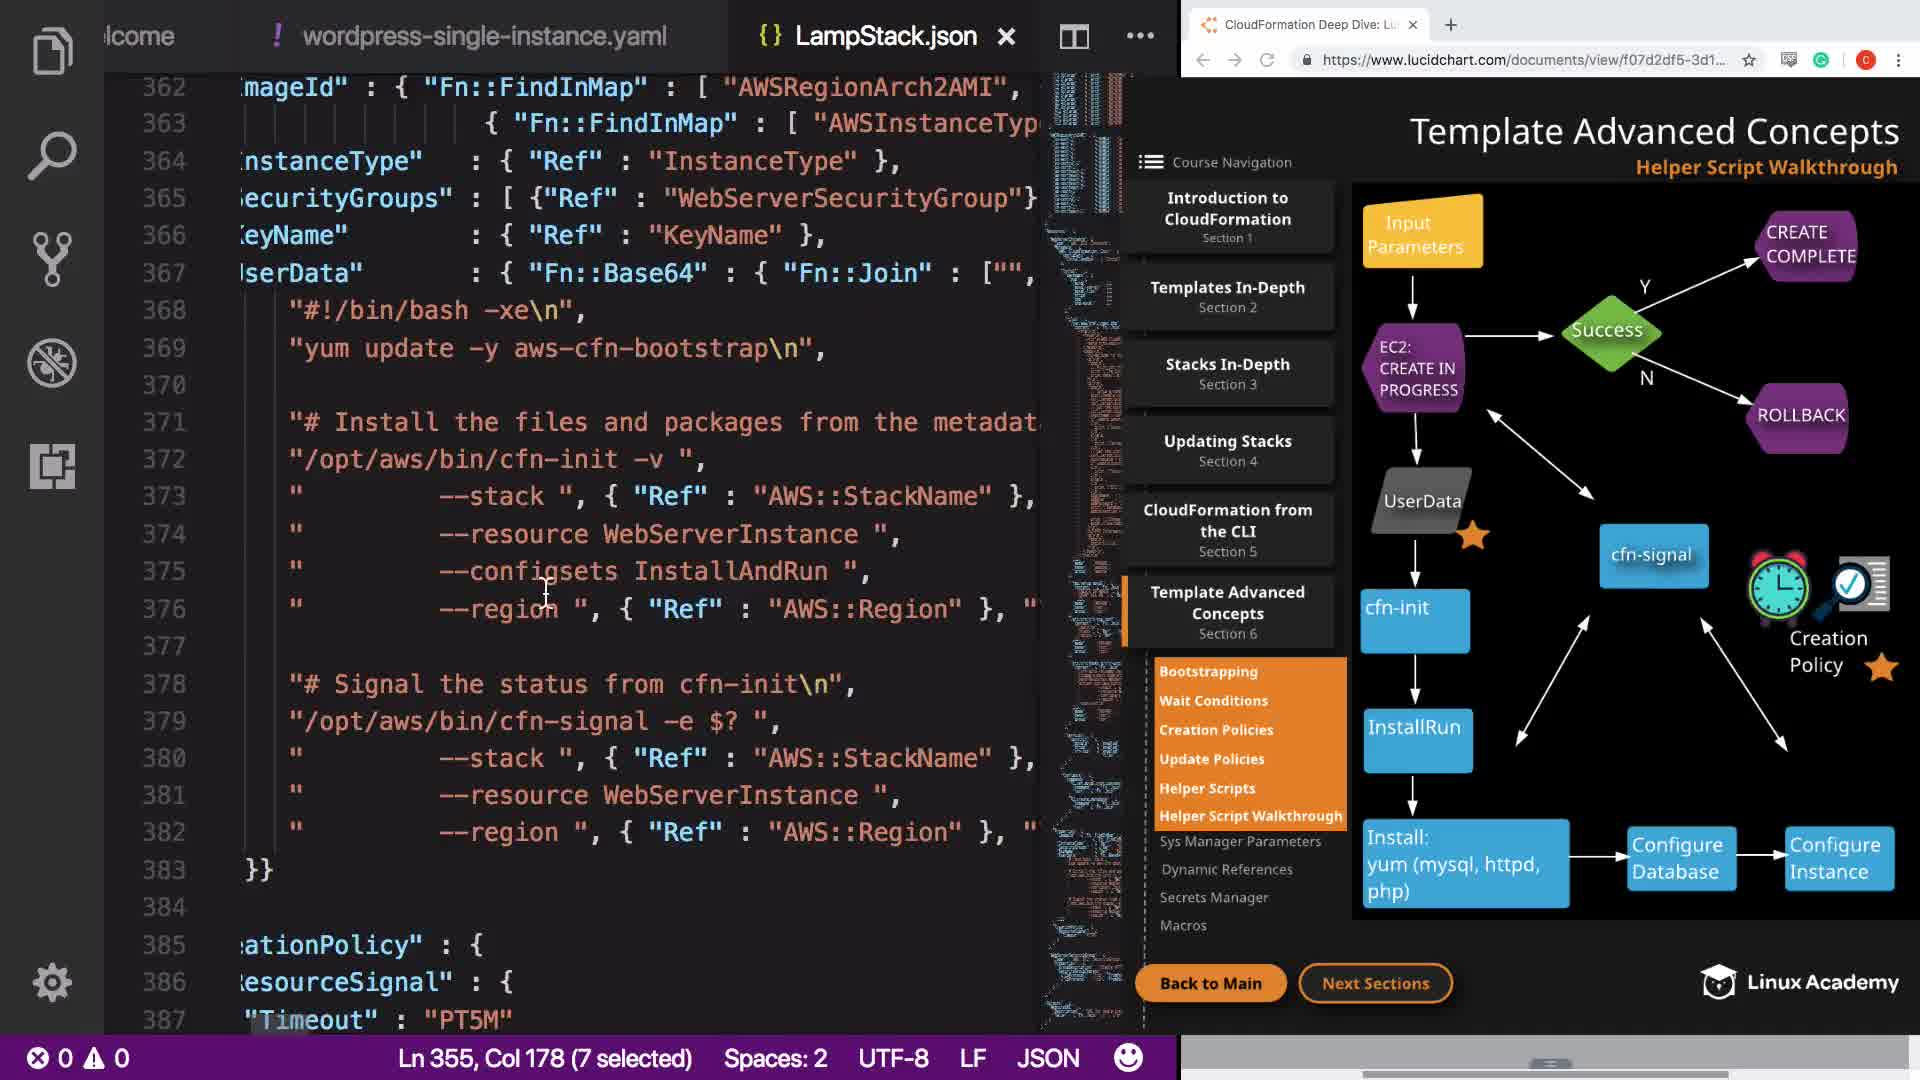 lcome
! wordpress-single-instance.yaml
{} LampStack.json
362 mageId" : { "Fn::FindInMap" : [ "AWSRegionArch2AMI",
363 { "Fn::FindInMap" : [ "AWSInstanceTyp
364 InstanceType" : { "Ref" : "InstanceType" },
365 SecurityGroups" : [ {"Ref" : "WebServerSecurityGroup"}
366 KeyName" : { "Ref" : "KeyName" },
367 UserData" : { "Fn::Base64" : { "Fn::Join" : ["",
368 "#!/bin/bash -xe\n",
369 "yum update -y aws-cfn-bootstrap\n",
370
371 "# Install the files and packages from the metadat
372 "/opt/aws/bin/cfn-init -v ",
373 " --stack ", { "Ref" : "AWS::StackName" },
374 " --resource WebServerInstance ",
375 " --configsets InstallAndRun ",
376 " --region ", { "Ref" : "AWS::Region" }, "
377
378 "# Signal the status from cfn-init\n",
379 "/opt/aws/bin/cfn-signal -e $? ",
380 " --stack ", { "Ref" : "AWS::StackName" },
381 " --resource WebServerInstance ",
382 " --region ", { "Ref" : "AWS::Region" }, "
383 }}
384
385 eationPolicy" : {
386 ResourceSignal" : {
387 "Timeout" : "PT5M"
0 0
Ln 355, Col 178 (7 selected)
Spaces: 2
UTF-8
LF
JSON
CloudFormation Deep Dive: Lu
https://www.lucidchart.com/documents/view/f07d2df5-3d1...
C
Template Advanced Concepts
Helper Script Walkthrough
Course Navigation
Introduction to
CloudFormation
Section 1
Templates In-Depth
Section 2
Stacks In-Depth
Section 3
Updating Stacks
Section 4
CloudFormation from
the CLI
Section 5
Template Advanced
Concepts
Section 6
Bootstrapping
Wait Conditions
Creation Policies
Update Policies
Helper Scripts
Helper Script Walkthrough
Sys Manager Parameters
Dynamic References
Secrets Manager
Macros
Back to Main
Next Sections
Input
Parameters
CREATE
COMPLETE
Y
EC2:
CREATE IN
PROGRESS
Success
N
ROLLBACK
UserData
cfn-signal
cfn-init
Creation
Policy
InstallRun
Install:
yum (mysql, httpd,
php)
Configure
Database
Configure
Instance
Linux Academy